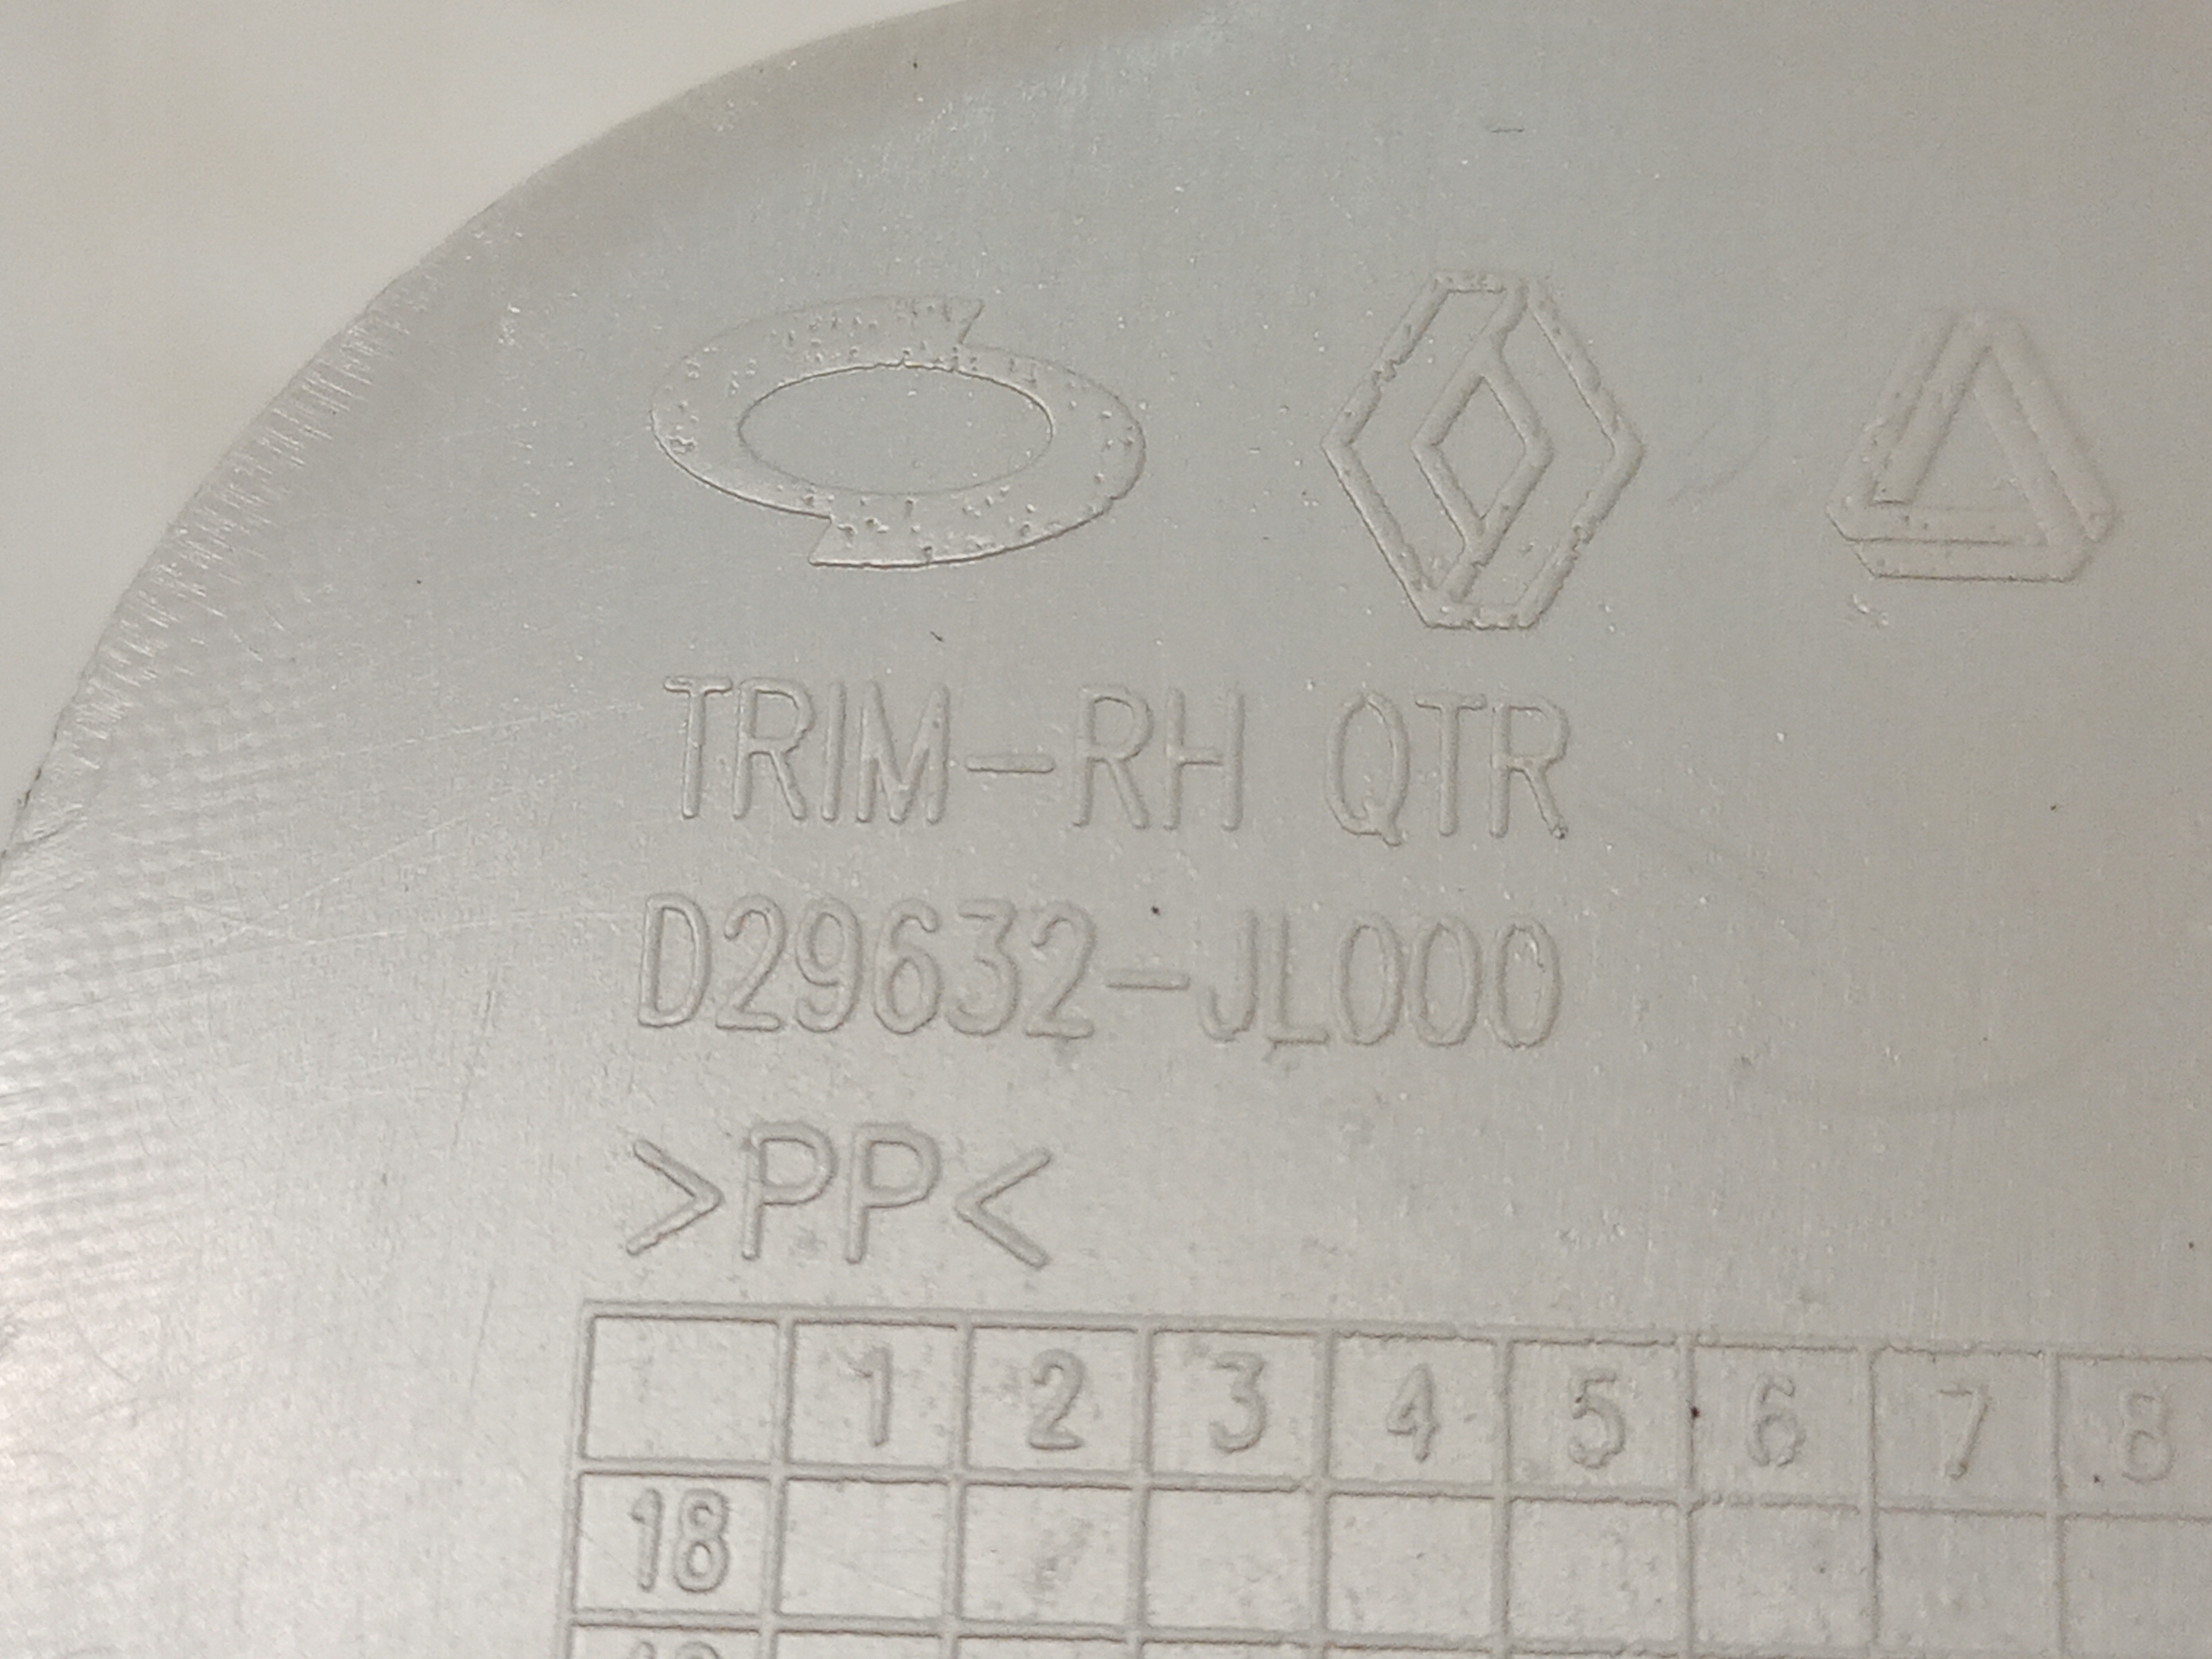 TRIM-RH QTR
D29632-JL000
>PP<
1 2 3 4 5 6 7 8
18